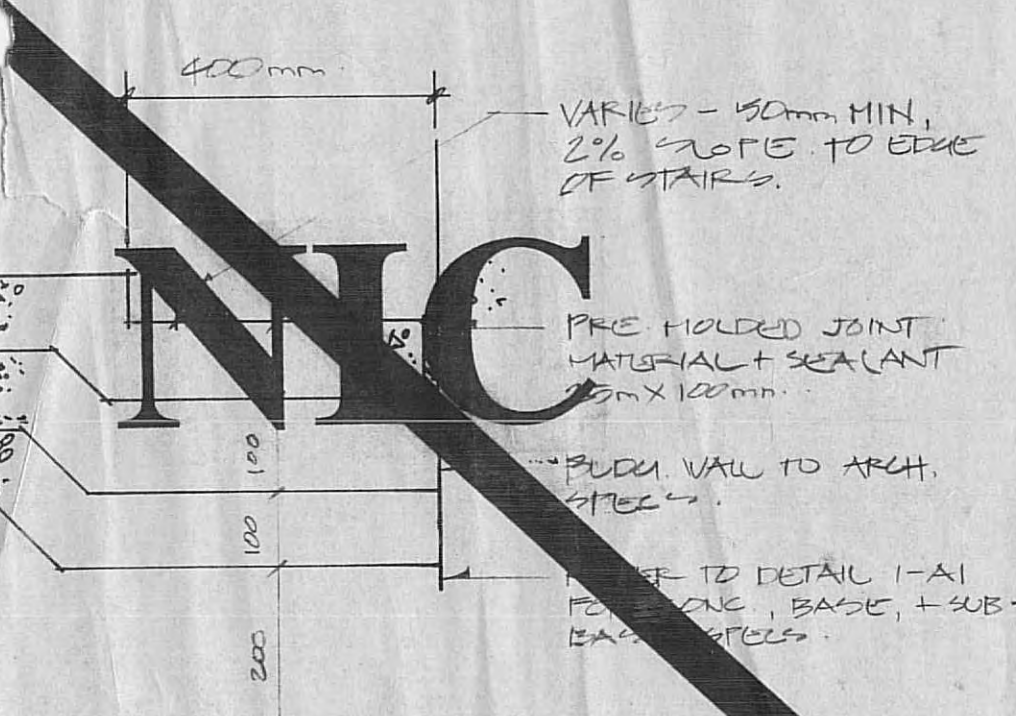 400mm
VARIES - 50mm MIN,
2% SLOPE TO EDGE
OF STAIRS.
NIC
PRE MOLDED JOINT
MATERIAL + SEALANT
X 100mm.
BLDG. WALL TO ARCH.
SPECS.
100
100
TO DETAIL 1-A1
BASE, + SUB-
SPECS.
200